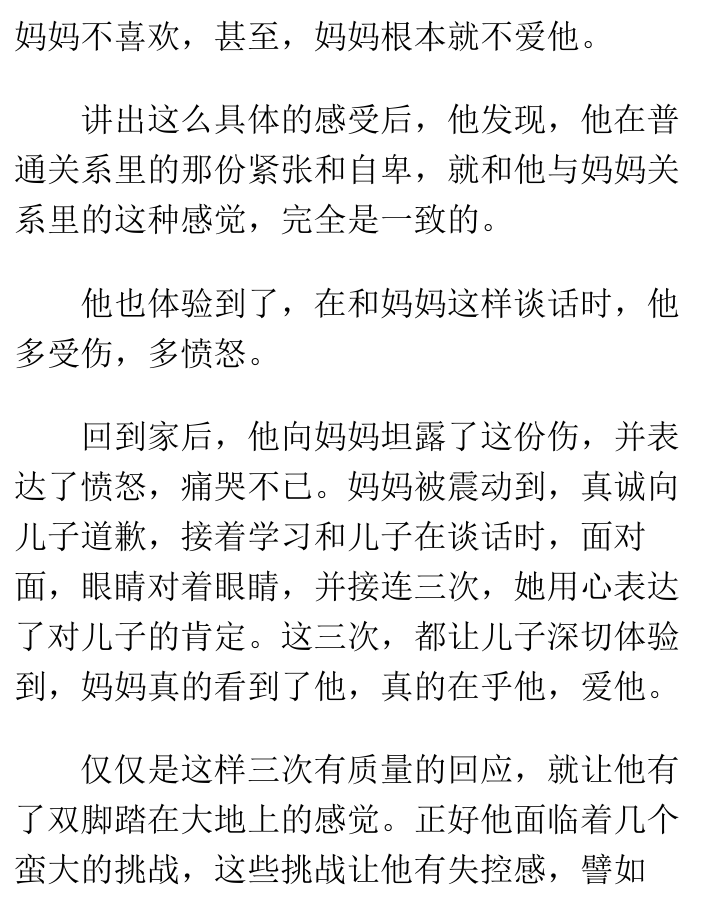 妈妈不喜欢，甚至，妈妈根本就不爱他。
讲出这么具体的感受后，他发现，他在普
通关系里的那份紧张和自卑，就和他与妈妈关
系里的这种感觉，完全是一致的。
他也体验到了，在和妈妈这样谈话时，他
多受伤，多愤怒。
回到家后，他向妈妈坦露了这份伤，并表
达了愤怒，痛哭不已。妈妈被震动到，真诚向
儿子道歉，接着学习和儿子在谈话时，面对
面，眼睛对着眼睛，并接连三次，她用心表达
了对儿子的肯定。这三次，都让儿子深切体验
到，妈妈真的看到了他，真的在乎他，爱他。
仅仅是这样三次有质量的回应，就让他有
了双脚踏在大地上的感觉。正好他面临着几个
蛮大的挑战，这些挑战让他有失控感，譬如